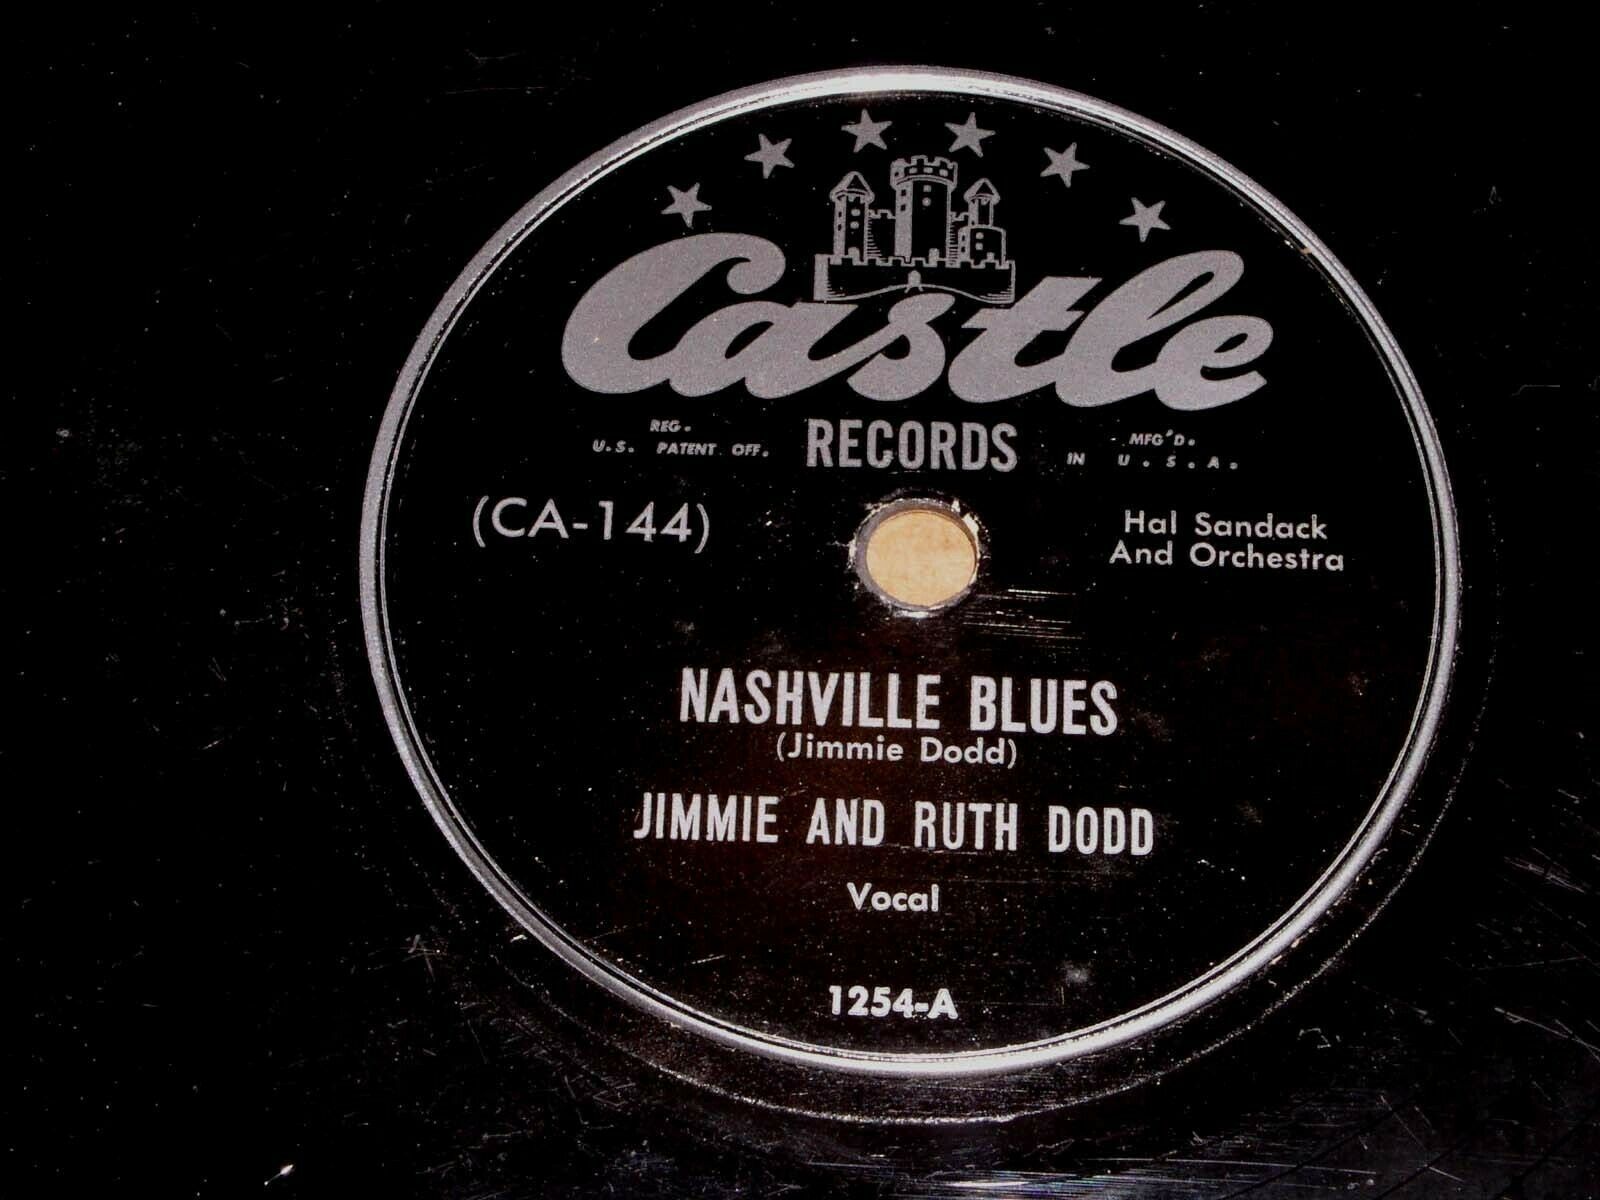 Castle
REG.
U.S. PATENT OFF.
RECORDS
MFG'D.
IN U.S.A.
(CA-144)
Hal Sandack
And Orchestra
NASHVILLE BLUES
(Jimmie Dodd)
JIMMIE AND RUTH DODD
Vocal
1254-A